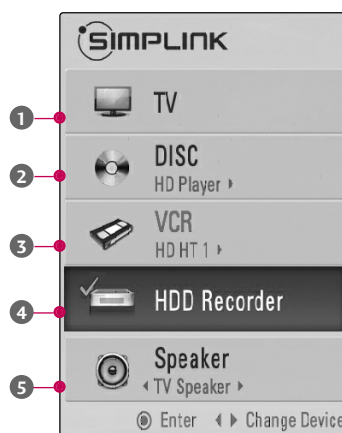 SIMPLINK
1 TV
2 DISC
HD Player
3 VCR
HD HT 1
4 HDD Recorder
5 Speaker
TV Speaker
Enter Change Device